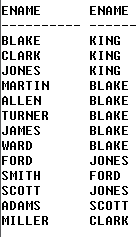 ENAME ENAME
---------- ------
BLAKE KING
CLARK KING
JONES KING
MARTIN BLAKE
ALLEN BLAKE
TURNER BLAKE
JAMES BLAKE
WARD BLAKE
FORD JONES
SMITH FORD
SCOTT JONES
ADAMS SCOTT
MILLER CLARK